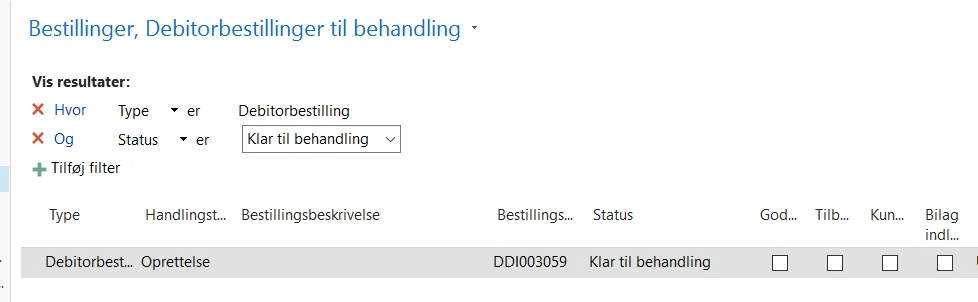 Bestillinger, Debitorbestillinger til behandling
Vis resultater:
Hvor Type er Debitorbestilling
Og Status er Klar til behandling
Tilføj filter
Type Handlingst... Bestillingsbeskrivelse Bestillings... Status God... Tilb... Kun... Bilag indl...
Debitorbest... Oprettelse DDI003059 Klar til behandling